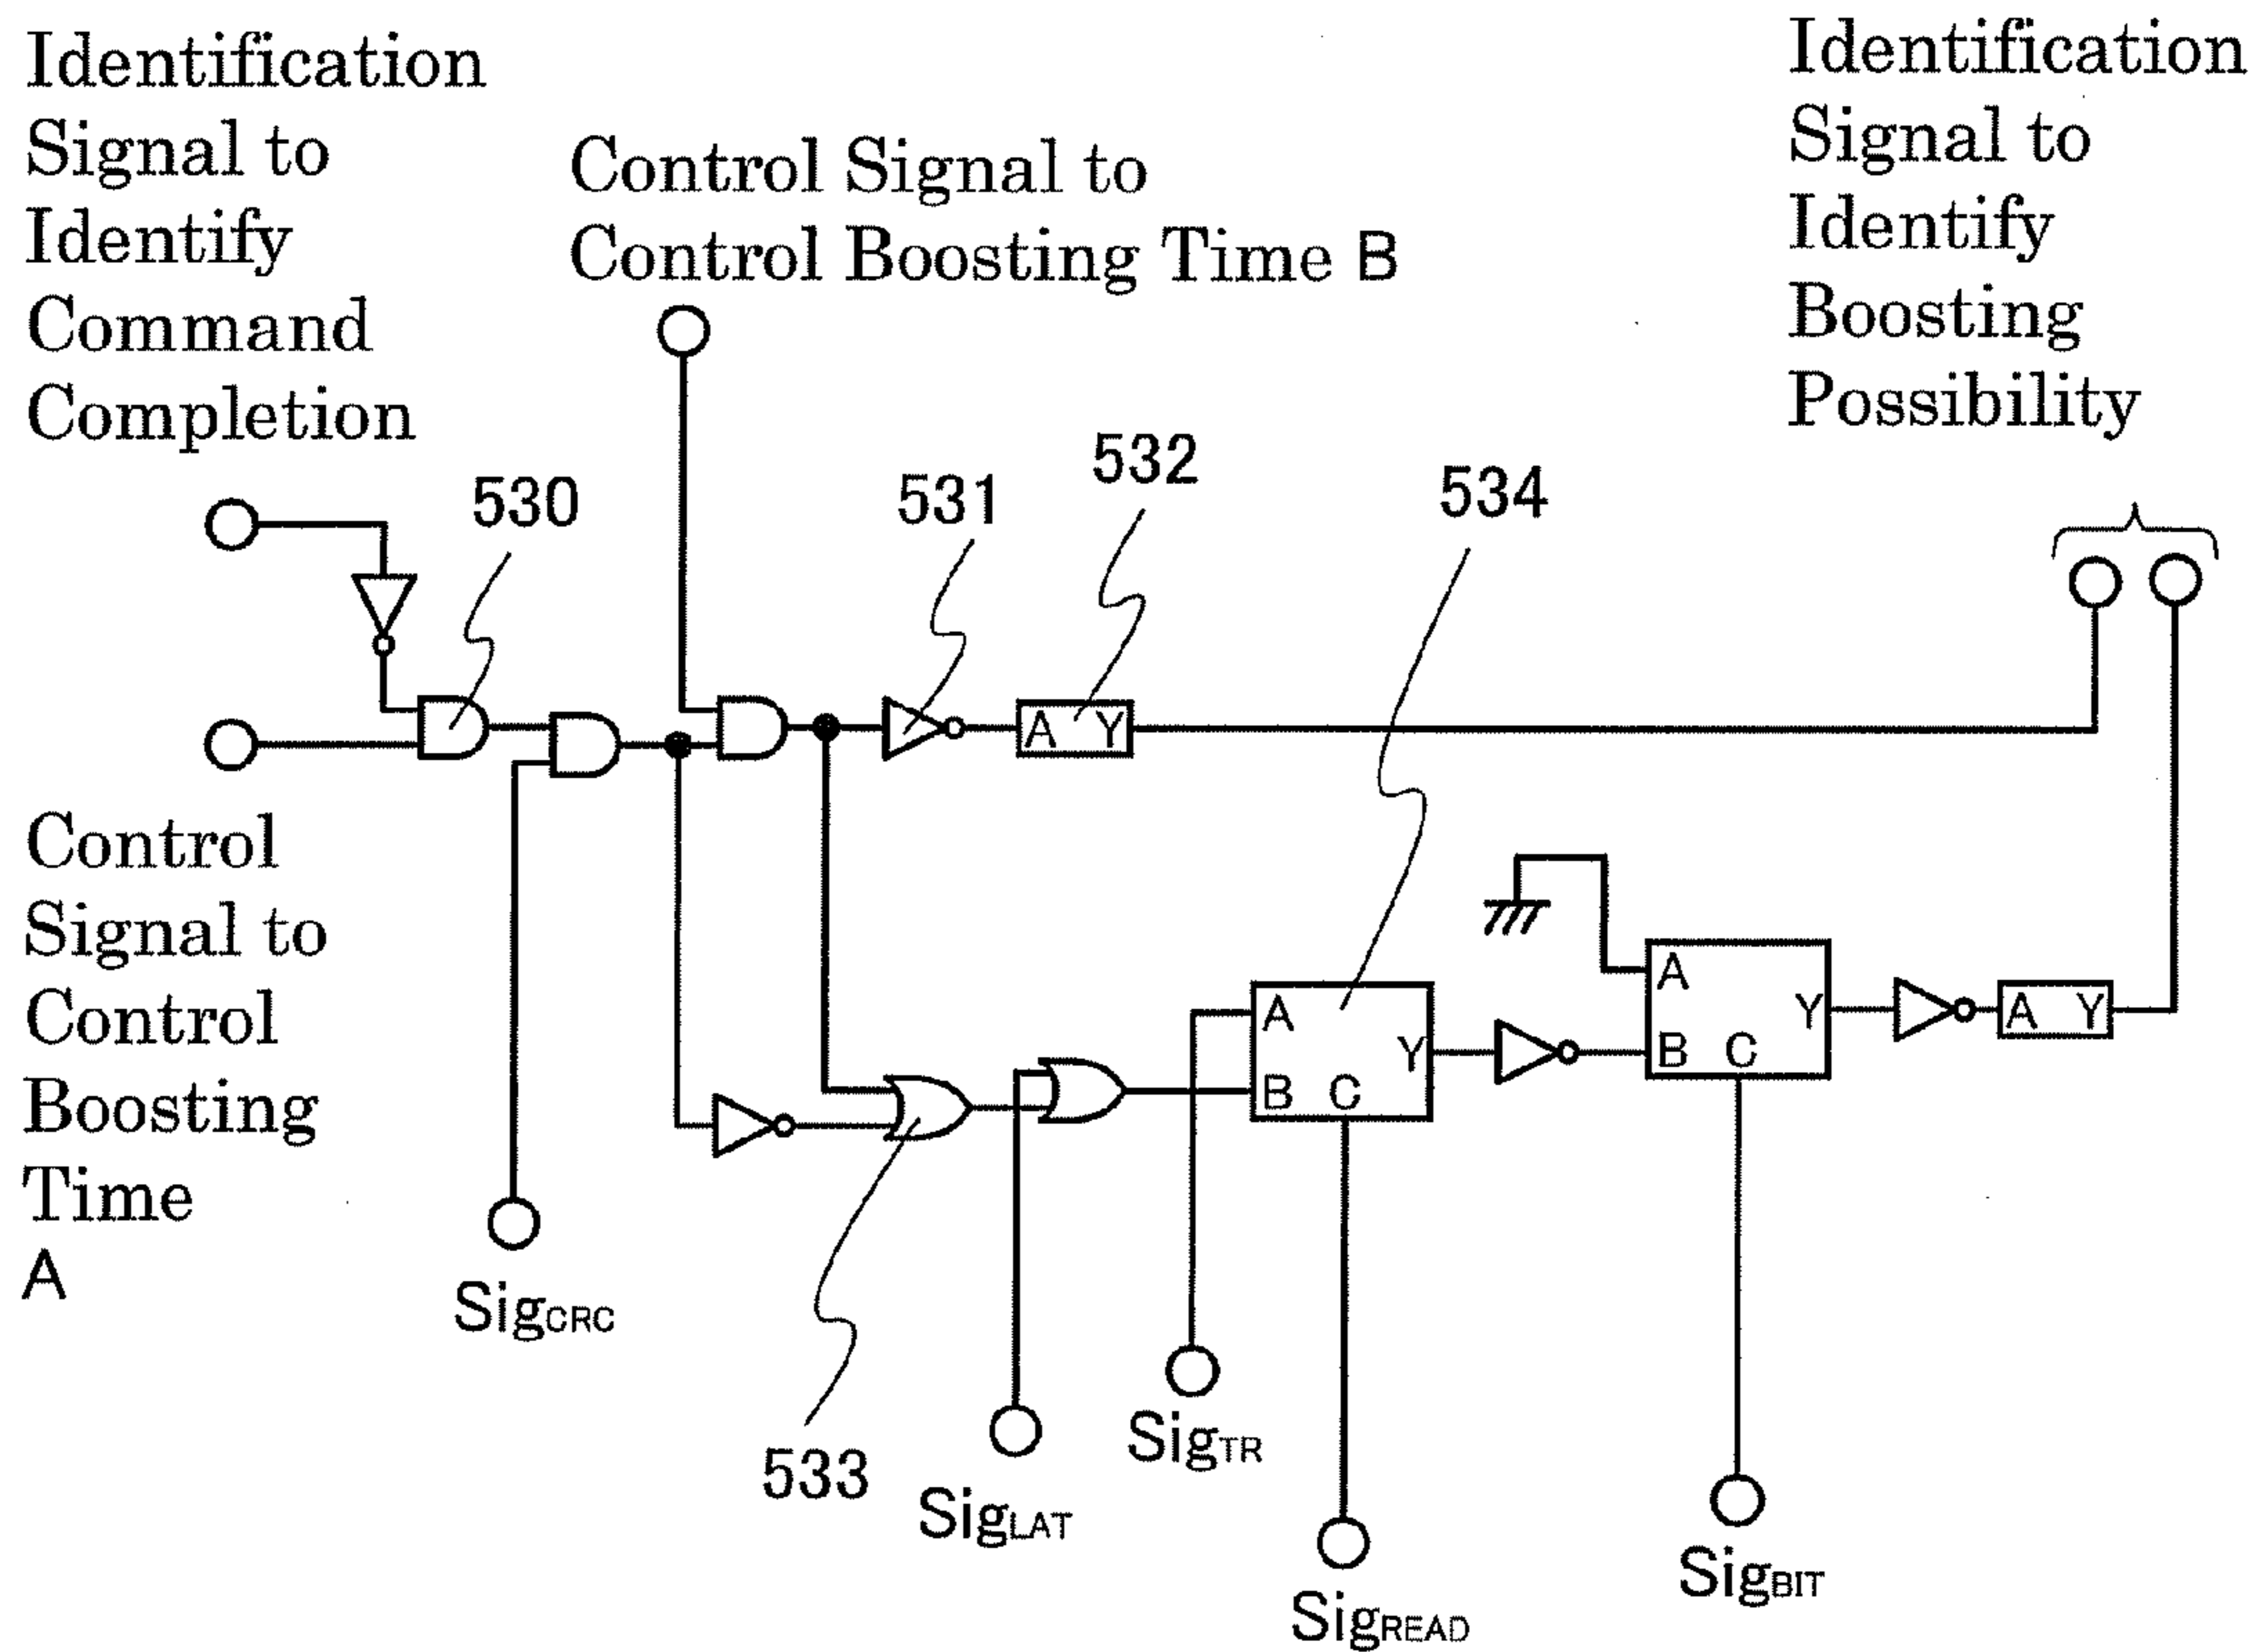 Identification
Signal to
Identify
Command
Completion
Control Signal to
Control Boosting Time B
Identification
Signal to
Identify
Boosting
Possibility
530
531
532
534
A Y
Control
Signal to
Control
Boosting
Time
A
A
B C
Y
A
B C
Y
A Y
533
SigCRC
SigLAT
SigTR
SigREAD
SigBIT